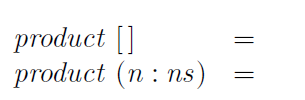 product [] =
product (n : ns) =